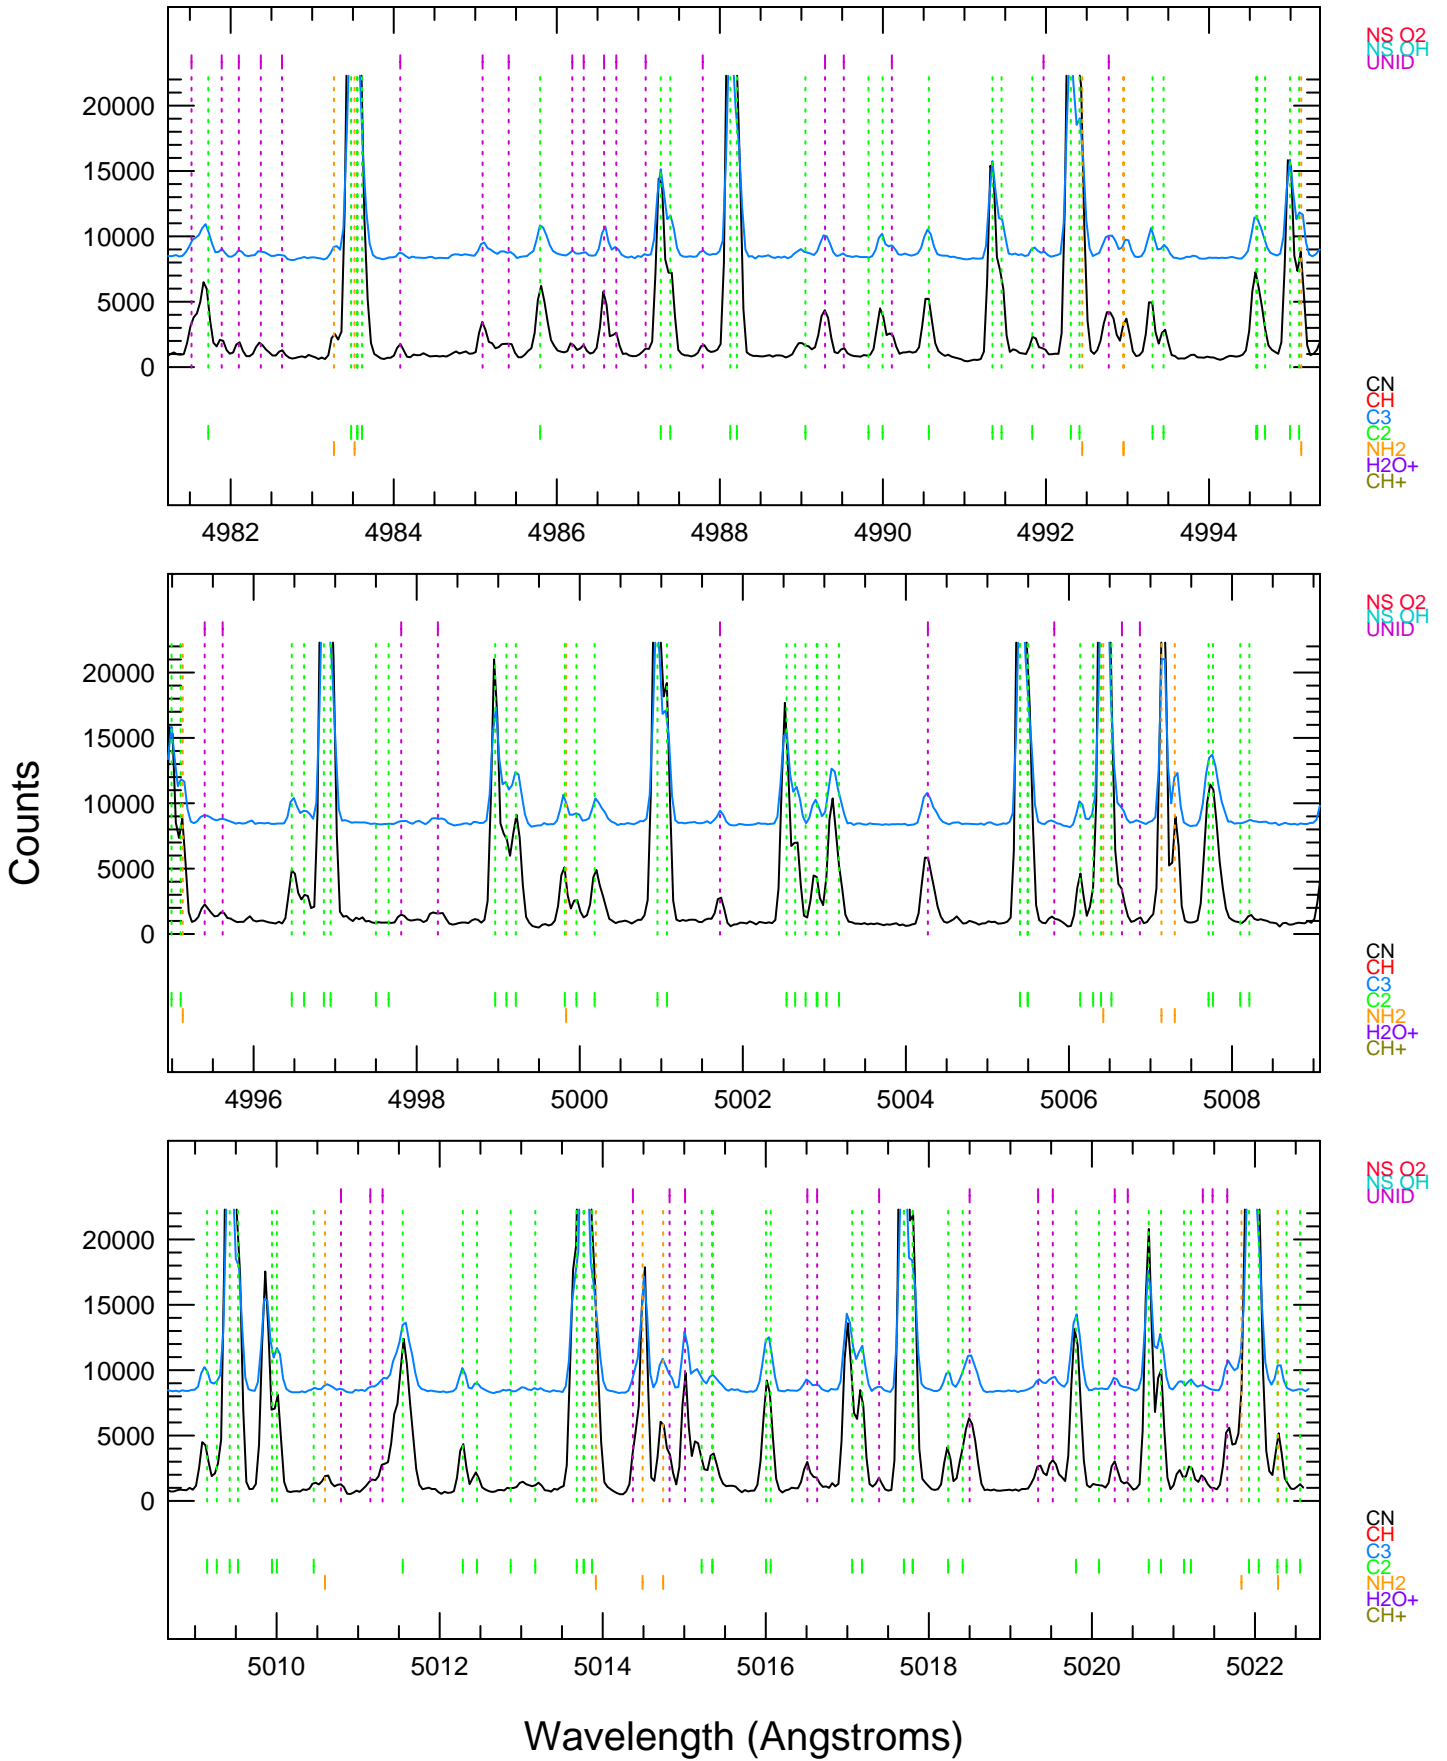 NS O2
NS OH
UNID
20000
15000
10000
5000
0
CN
CH
C3
C2
NH2
H2O+
CH+
4982 4984 4986 4988 4990 4992 4994
NS O2
NS OH
UNID
20000
15000
10000
5000
0
Counts
CN
CH
C3
C2
NH2
H2O+
CH+
4996 4998 5000 5002 5004 5006 5008
NS O2
NS OH
UNID
20000
15000
10000
5000
0
CN
CH
C3
C2
NH2
H2O+
CH+
5010 5012 5014 5016 5018 5020 5022
Wavelength (Angstroms)